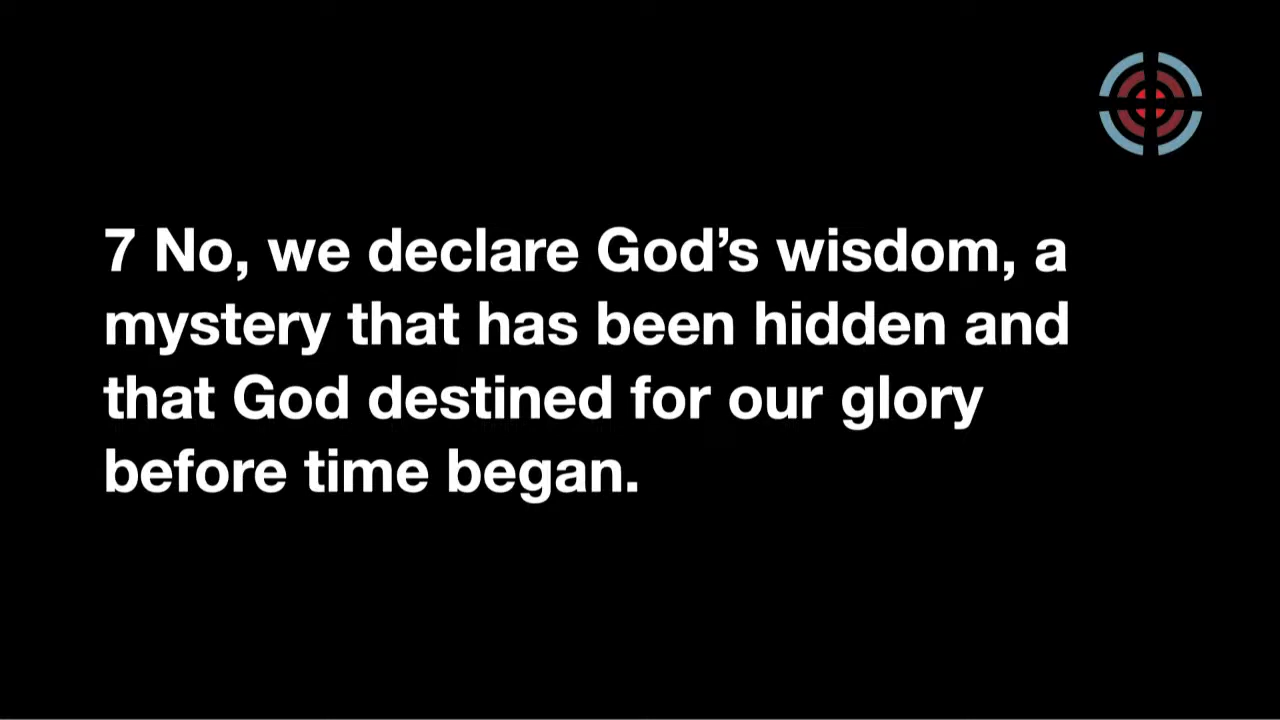 7 No, we declare God’s wisdom, a
mystery that has been hidden and
that God destined for our glory
before time began.